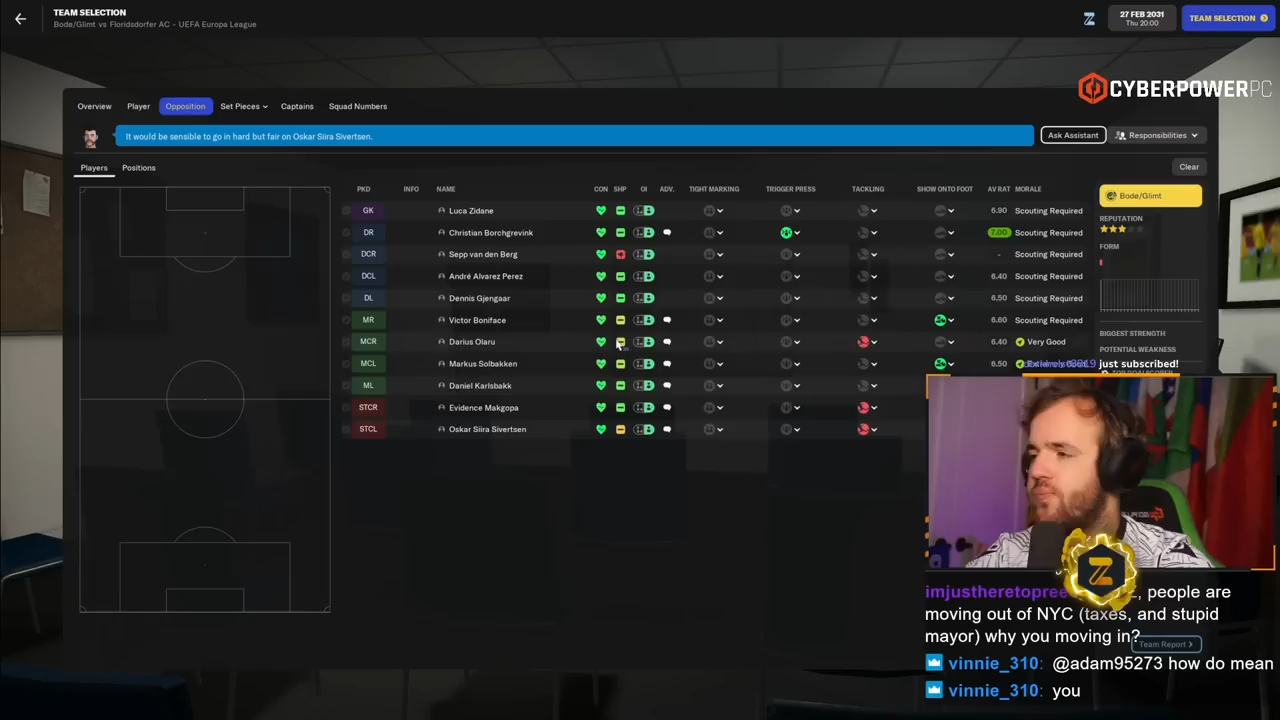 TEAM SELECTION
Bodø/Glimt vs Floridsdorfer AC - UEFA Europa League
27 FEB 2031
Thu 20:00
TEAM SELECTION
CYBERPOWERPC
Overview Player Opposition Set Pieces Captains Squad Numbers
It would be sensible to go in hard but fair on Oskar Siira Sivertsen.
Ask Assistant
Responsibilities
Players Positions
Clear
PKD INFO NAME CON SHP OI ADV. TIGHT MARKING TRIGGER PRESS TACKLING SHOW ONTO FOOT AV RAT MORALE
GK Luca Zidane 6.90 Scouting Required
DR Christian Borchgrevink 7.00 Scouting Required
DCR Sepp van den Berg - Scouting Required
DCL André Alvarez Perez 6.40 Scouting Required
DL Dennis Gjengaar 6.50 Scouting Required
MR Victor Boniface 6.60 Scouting Required
MCR Darius Olaru 6.40 Very Good
MCL Markus Solbakken 6.50
ML Daniel Karlsbakk
STCR Evidence Makgopa
STCL Oskar Siira Sivertsen
Bodø/Glimt
REPUTATION
FORM
BIGGEST STRENGTH
POTENTIAL WEAKNESS
just subscribed!
Z
imjustheretopree , people are
moving out of NYC (taxes, and stupid
mayor) why you moving in?
Team Report
vinnie_310: @adam95273 how do mean
vinnie_310: you